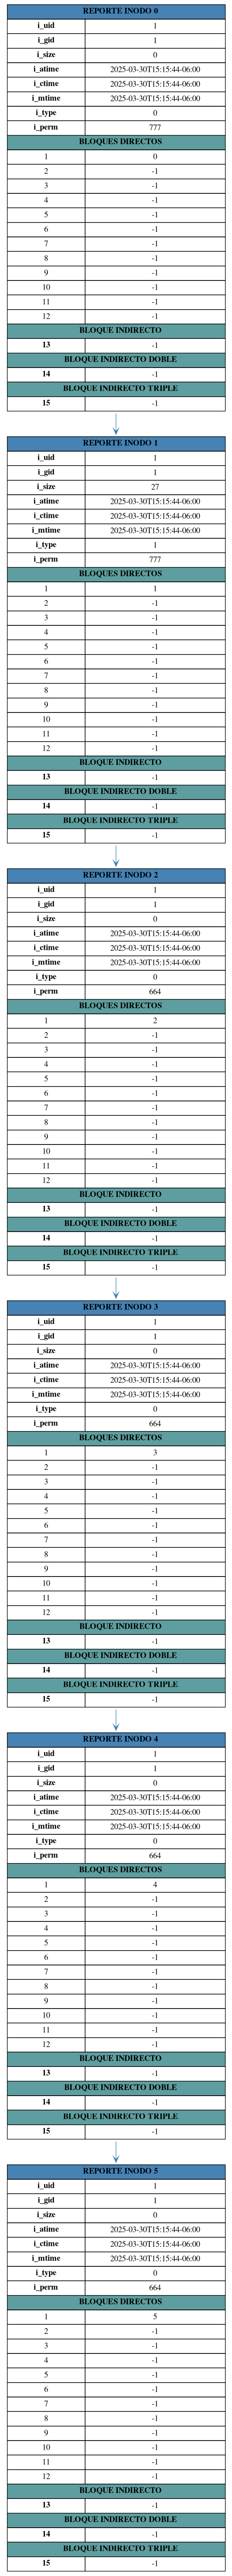 REPORTE INODO 0
i_uid 1
i_gid 1
i_size 0
i_atime 2025-03-30T15:15:44-06:00
i_ctime 2025-03-30T15:15:44-06:00
i_mtime 2025-03-30T15:15:44-06:00
i_type 0
i_perm 777
BLOQUES DIRECTOS
1 0
2 -1
3 -1
4 -1
5 -1
6 -1
7 -1
8 -1
9 -1
10 -1
11 -1
12 -1
BLOQUE INDIRECTO
13 -1
BLOQUE INDIRECTO DOBLE
14 -1
BLOQUE INDIRECTO TRIPLE
15 -1
REPORTE INODO 1
i_uid 1
i_gid 1
i_size 27
i_atime 2025-03-30T15:15:44-06:00
i_ctime 2025-03-30T15:15:44-06:00
i_mtime 2025-03-30T15:15:44-06:00
i_type 1
i_perm 777
BLOQUES DIRECTOS
1 1
2 -1
3 -1
4 -1
5 -1
6 -1
7 -1
8 -1
9 -1
10 -1
11 -1
12 -1
BLOQUE INDIRECTO
13 -1
BLOQUE INDIRECTO DOBLE
14 -1
BLOQUE INDIRECTO TRIPLE
15 -1
REPORTE INODO 2
i_uid 1
i_gid 1
i_size 0
i_atime 2025-03-30T15:15:44-06:00
i_ctime 2025-03-30T15:15:44-06:00
i_mtime 2025-03-30T15:15:44-06:00
i_type 0
i_perm 664
BLOQUES DIRECTOS
1 2
2 -1
3 -1
4 -1
5 -1
6 -1
7 -1
8 -1
9 -1
10 -1
11 -1
12 -1
BLOQUE INDIRECTO
13 -1
BLOQUE INDIRECTO DOBLE
14 -1
BLOQUE INDIRECTO TRIPLE
15 -1
REPORTE INODO 3
i_uid 1
i_gid 1
i_size 0
i_atime 2025-03-30T15:15:44-06:00
i_ctime 2025-03-30T15:15:44-06:00
i_mtime 2025-03-30T15:15:44-06:00
i_type 0
i_perm 664
BLOQUES DIRECTOS
1 3
2 -1
3 -1
4 -1
5 -1
6 -1
7 -1
8 -1
9 -1
10 -1
11 -1
12 -1
BLOQUE INDIRECTO
13 -1
BLOQUE INDIRECTO DOBLE
14 -1
BLOQUE INDIRECTO TRIPLE
15 -1
REPORTE INODO 4
i_uid 1
i_gid 1
i_size 0
i_atime 2025-03-30T15:15:44-06:00
i_ctime 2025-03-30T15:15:44-06:00
i_mtime 2025-03-30T15:15:44-06:00
i_type 0
i_perm 664
BLOQUES DIRECTOS
1 4
2 -1
3 -1
4 -1
5 -1
6 -1
7 -1
8 -1
9 -1
10 -1
11 -1
12 -1
BLOQUE INDIRECTO
13 -1
BLOQUE INDIRECTO DOBLE
14 -1
BLOQUE INDIRECTO TRIPLE
15 -1
REPORTE INODO 5
i_uid 1
i_gid 1
i_size 0
i_atime 2025-03-30T15:15:44-06:00
i_ctime 2025-03-30T15:15:44-06:00
i_mtime 2025-03-30T15:15:44-06:00
i_type 0
i_perm 664
BLOQUES DIRECTOS
1 5
2 -1
3 -1
4 -1
5 -1
6 -1
7 -1
8 -1
9 -1
10 -1
11 -1
12 -1
BLOQUE INDIRECTO
13 -1
BLOQUE INDIRECTO DOBLE
14 -1
BLOQUE INDIRECTO TRIPLE
15 -1